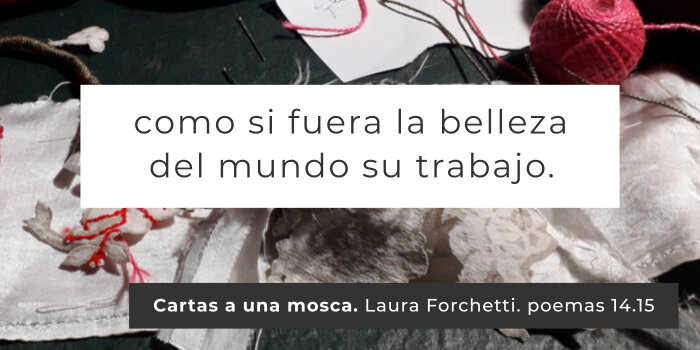 como si fuera la belleza
del mundo su trabajo.
Cartas a una mosca. Laura Forchetti. poemas 14.15